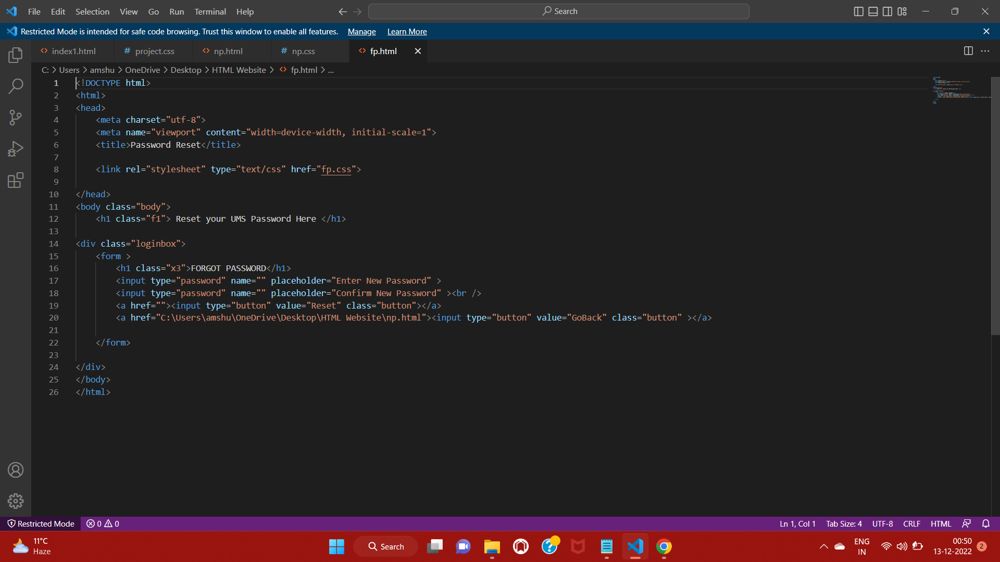 File Edit Selection View Go Run Terminal Help Search
Restricted Mode is intended for safe code browsing. Trust this window to enable all features. Manage Learn More
index1.html # project.css np.html # np.css fp.html
C: > Users > amshu > OneDrive > Desktop > HTML Website > fp.html > ...
1 <!DOCTYPE html>
2 <html>
3 <head>
4 <meta charset="utf-8">
5 <meta name="viewport" content="width=device-width, initial-scale=1">
6 <title>Password Reset</title>
7
8 <link rel="stylesheet" type="text/css" href="fp.css">
9
10 </head>
11 <body class="body">
12 <h1 class="f1"> Reset your UMS Password Here </h1>
13
14 <div class="loginbox">
15 <form >
16 <h1 class="x3">FORGOT PASSWORD</h1>
17 <input type="password" name="" placeholder="Enter New Password" >
18 <input type="password" name="" placeholder="Confirm New Password" ><br />
19 <a href=""><input type="button" value="Reset" class="button"></a>
20 <a href="C:\Users\amshu\OneDrive\Desktop\HTML Website\np.html"><input type="button" value="GoBack" class="button" ></a>
21
22 </form>
23
24 </div>
25 </body>
26 </html>
Restricted Mode 0 0 Ln 1, Col 1 Tab Size: 4 UTF-8 CRLF HTML
11°C
Haze
Search
ENG
IN
00:50
13-12-2022
2